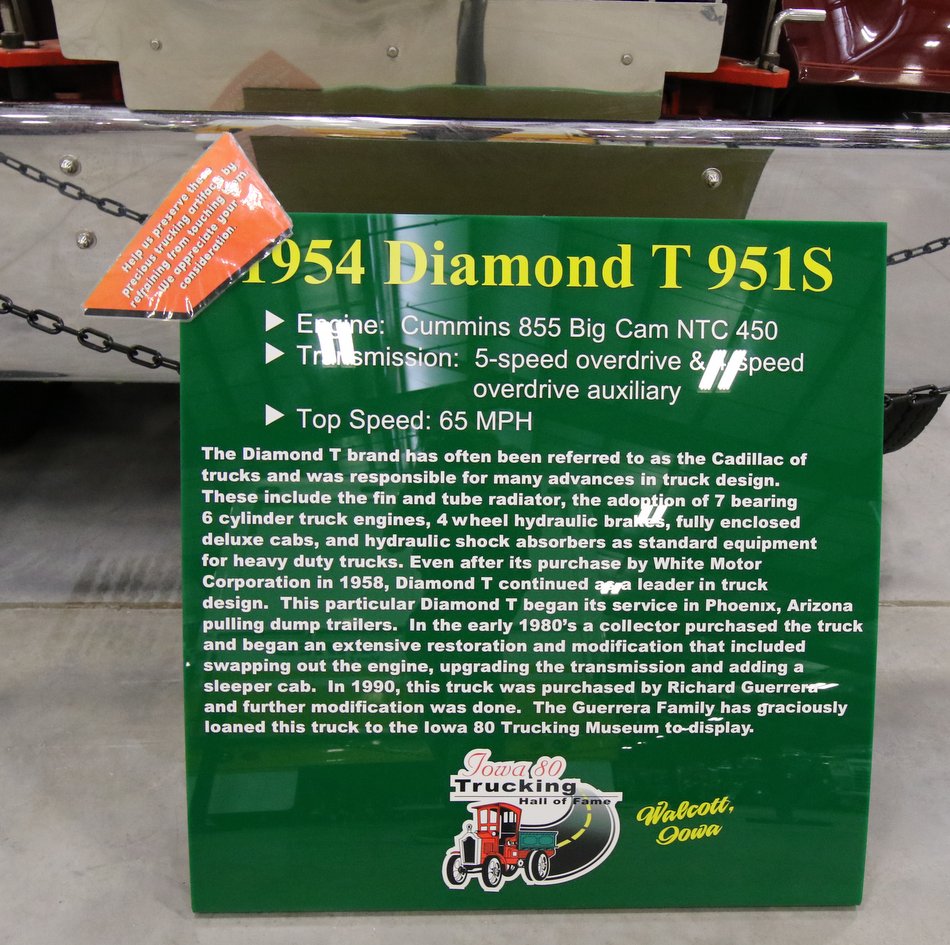 Help us preserve these
precious trucking artifacts by
refraining from touching them.
We appreciate your
consideration.
1954 Diamond T 951S
Engine: Cummins 855 Big Cam NTC 450
Transmission: 5-speed overdrive & 4-speed
overdrive auxiliary
Top Speed: 65 MPH
The Diamond T brand has often been referred to as the Cadillac of
trucks and was responsible for many advances in truck design.
These include the fin and tube radiator, the adoption of 7 bearing
6 cylinder truck engines, 4 wheel hydraulic brakes, fully enclosed
deluxe cabs, and hydraulic shock absorbers as standard equipment
for heavy duty trucks. Even after its purchase by White Motor
Corporation in 1958, Diamond T continued as a leader in truck
design. This particular Diamond T began its service in Phoenix, Arizona
pulling dump trailers. In the early 1980's a collector purchased the truck
and began an extensive restoration and modification that included
swapping out the engine, upgrading the transmission and adding a
sleeper cab. In 1990, this truck was purchased by Richard Guerrera
and further modification was done. The Guerrera Family has graciously
loaned this truck to the Iowa 80 Trucking Museum to display.
Iowa 80
Trucking
Hall of Fame
Walcott,
Iowa